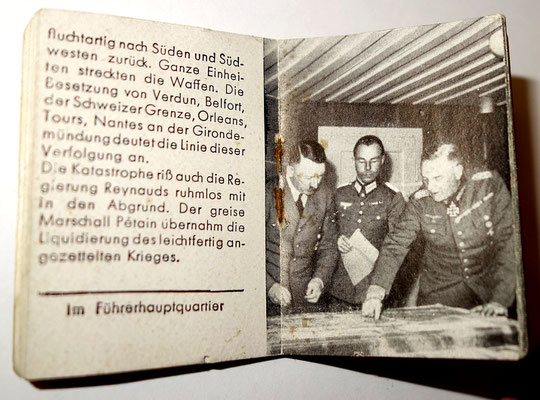 fluchtartig nach Süden und Süd-
westen zurück. Ganze Einhei-
ten streckten die Waffen. Die
Besetzung von Verdun, Belfort,
der Schweizer Grenze, Orleans,
Tours, Nantes an der Gironde-
mündung deutet die Linie dieser
Verfolgung an.
Die Katastrophe riß auch die Re-
gierung Reynauds ruhmlos mit
in den Abgrund. Der greise
Marschall Pétain übernahm die
Liquidierung des leichtfertig an-
gezettelten Krieges.
Im Führerhauptquartier